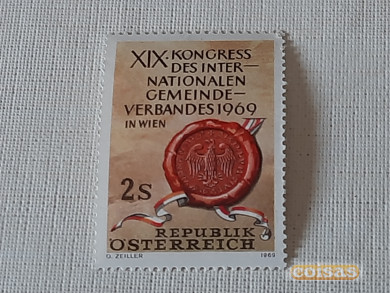 XIX·KONGRESS
DES INTER—
NATIONALEN
GEMEINDE—
VERBANDES 1969
IN WIEN
2S
REPUBLIK
ÖSTERREICH
O. ZEILLER 1969
corsas